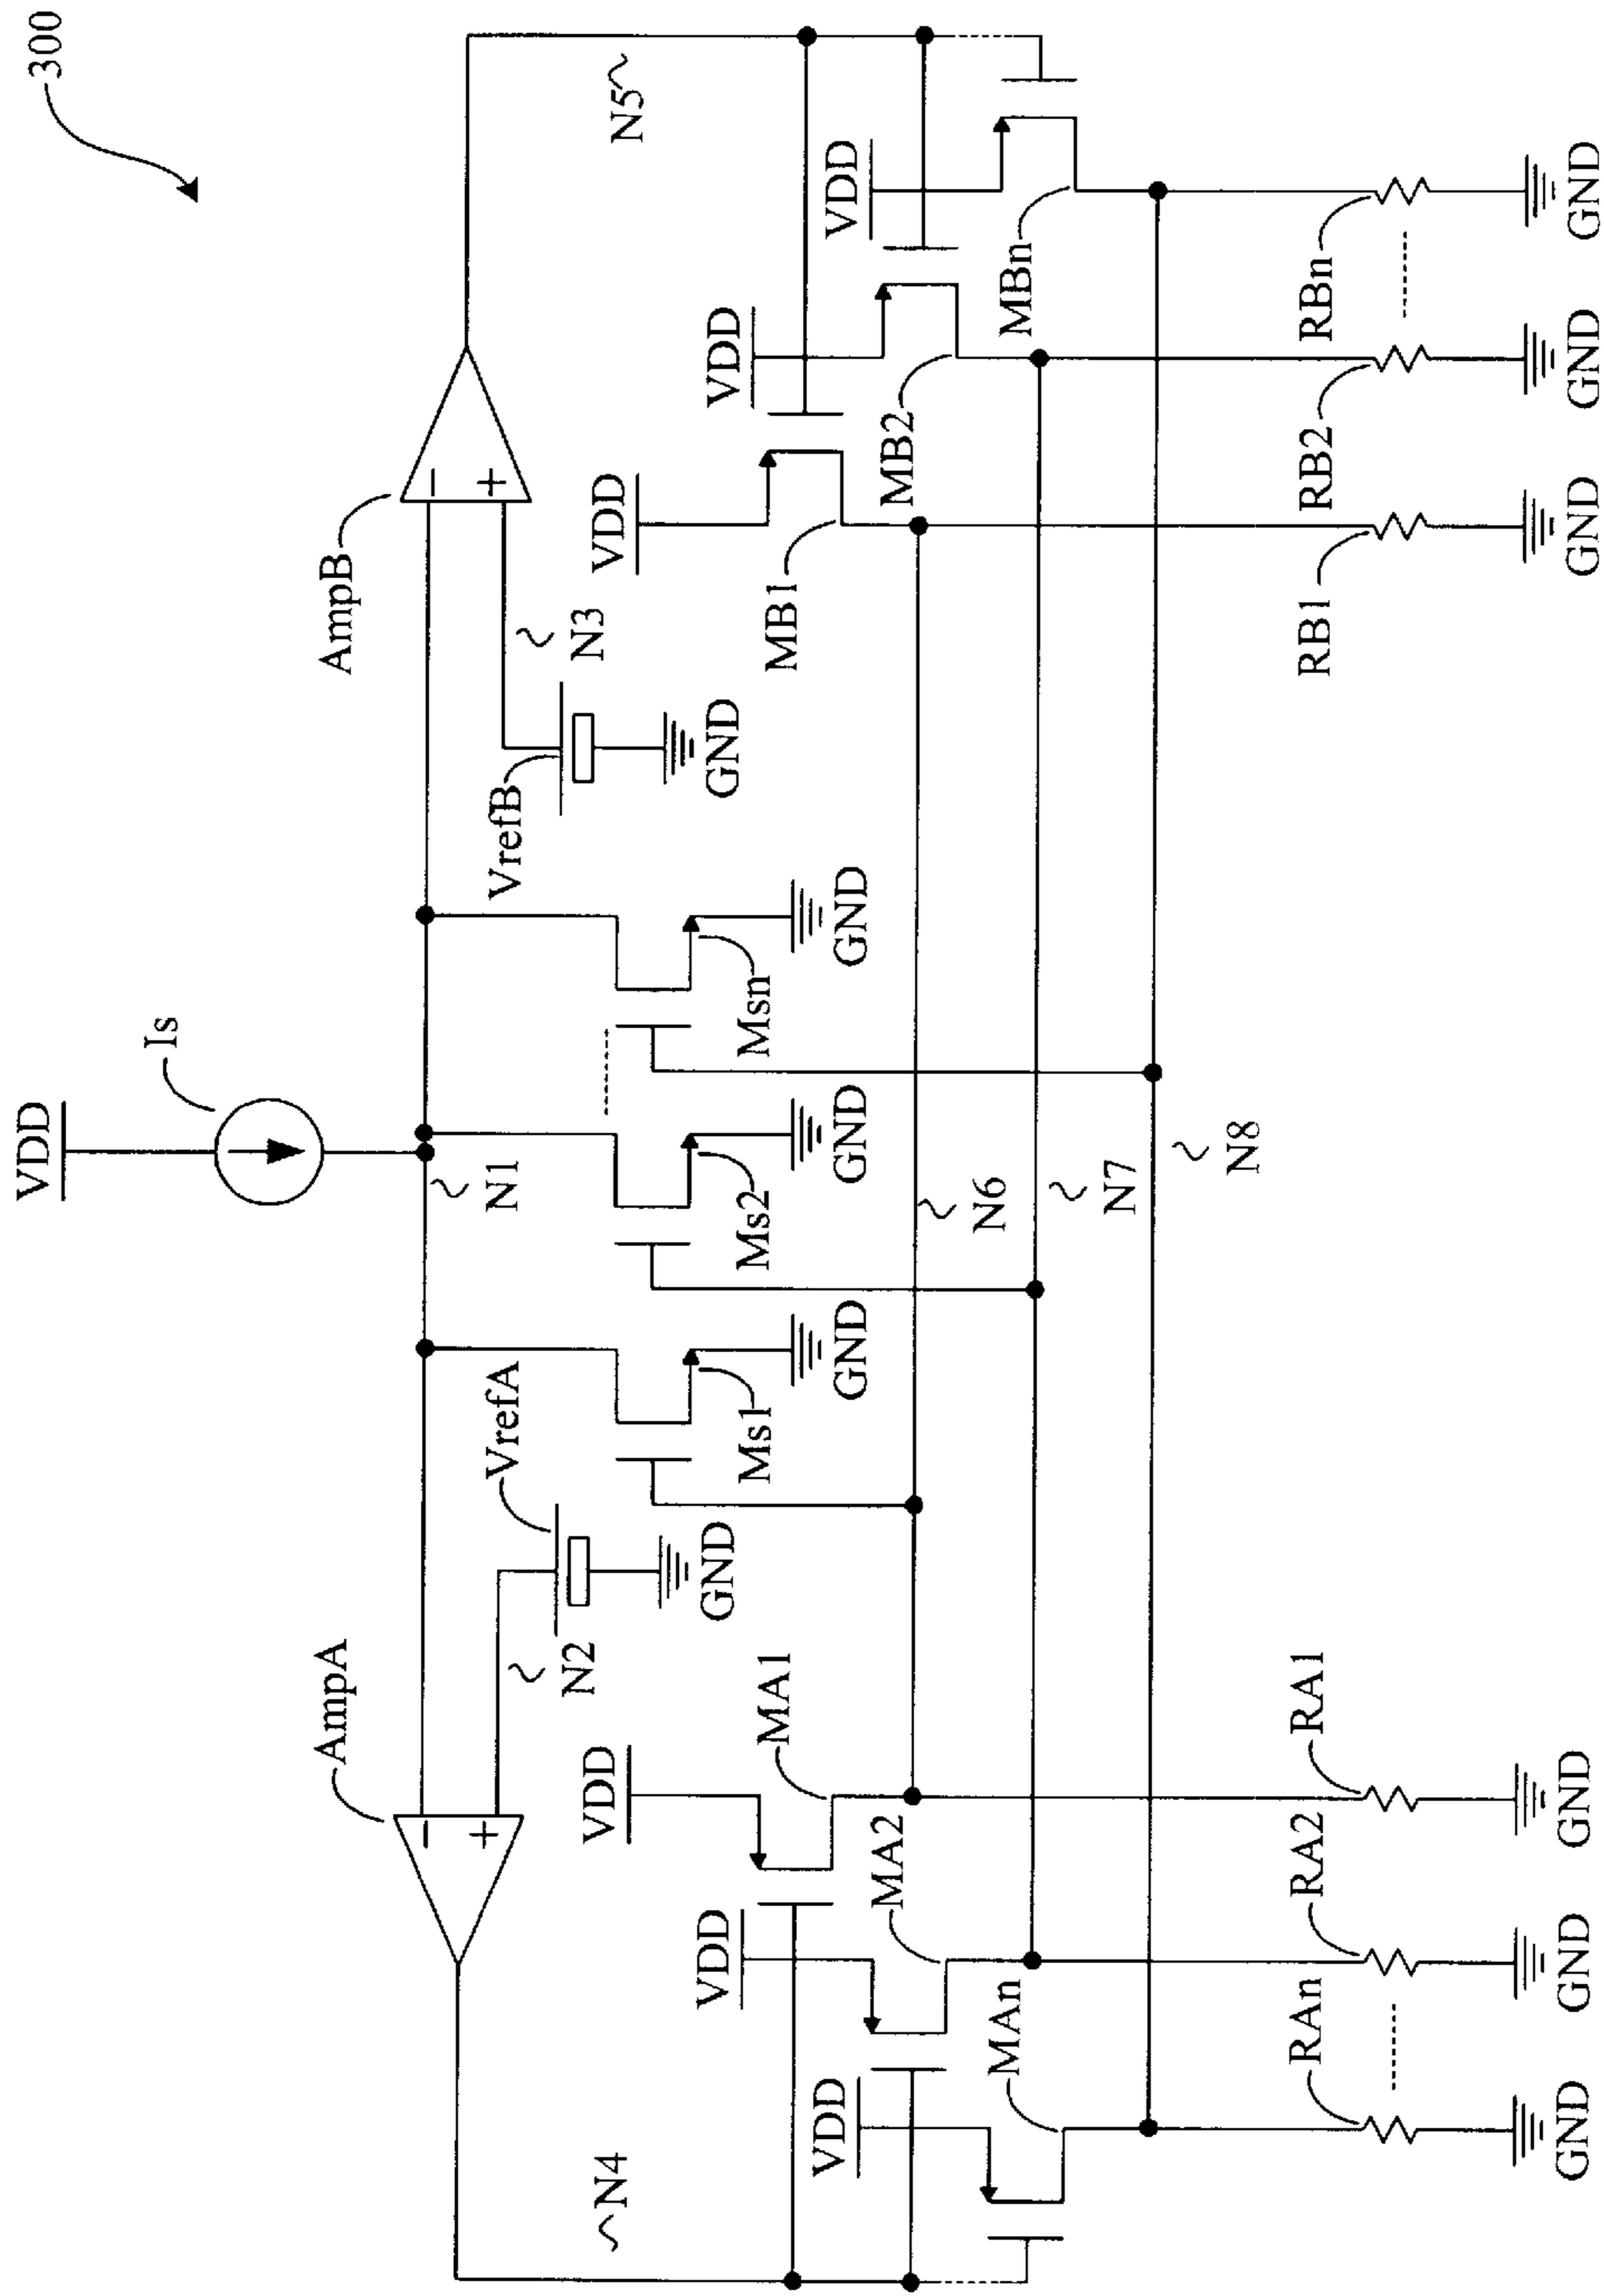 300
VDD
Is
N1
AmpA
AmpB
N2
VrefA
VrefB
N3
GND
GND
N4
N5
Ms1
Ms2
Msn
GND
GND
GND
VDD
VDD
VDD
MA1
MA2
MAn
VDD
VDD
VDD
MB1
MB2
MBn
N6
N7
N8
RAn
RA2
RA1
RB1
RB2
RBn
GND
GND
GND
GND
GND
GND